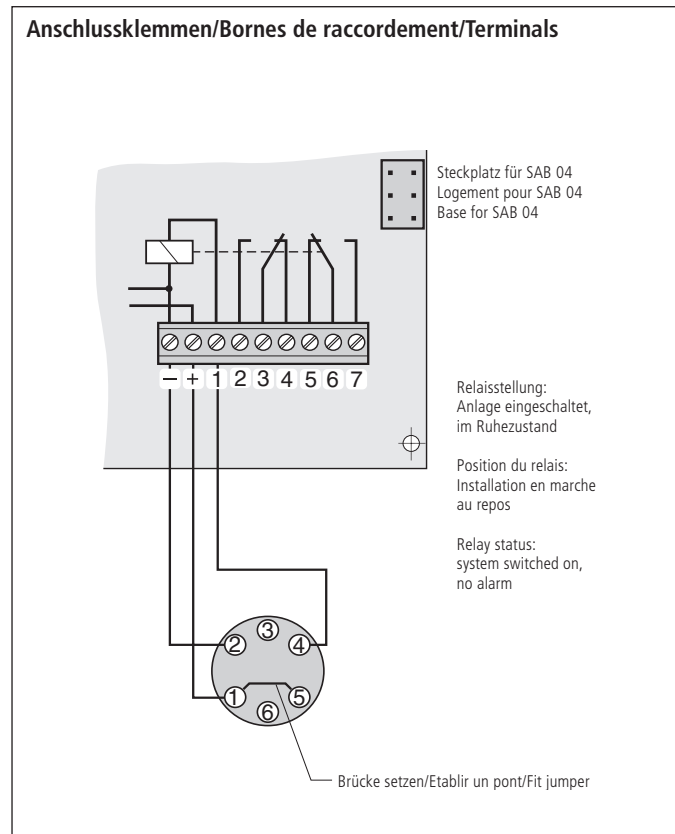 Anschlussklemmen/Bornes de raccordement/Terminals
Steckplatz für SAB 04
Logement pour SAB 04
Base for SAB 04
– + 1 2 3 4 5 6 7
Relaisstellung:
Anlage eingeschaltet,
im Ruhezustand
Position du relais:
Installation en marche
au repos
Relay status:
system switched on,
no alarm
3
2 4
1 5
6
Brücke setzen/Etablir un pont/Fit jumper